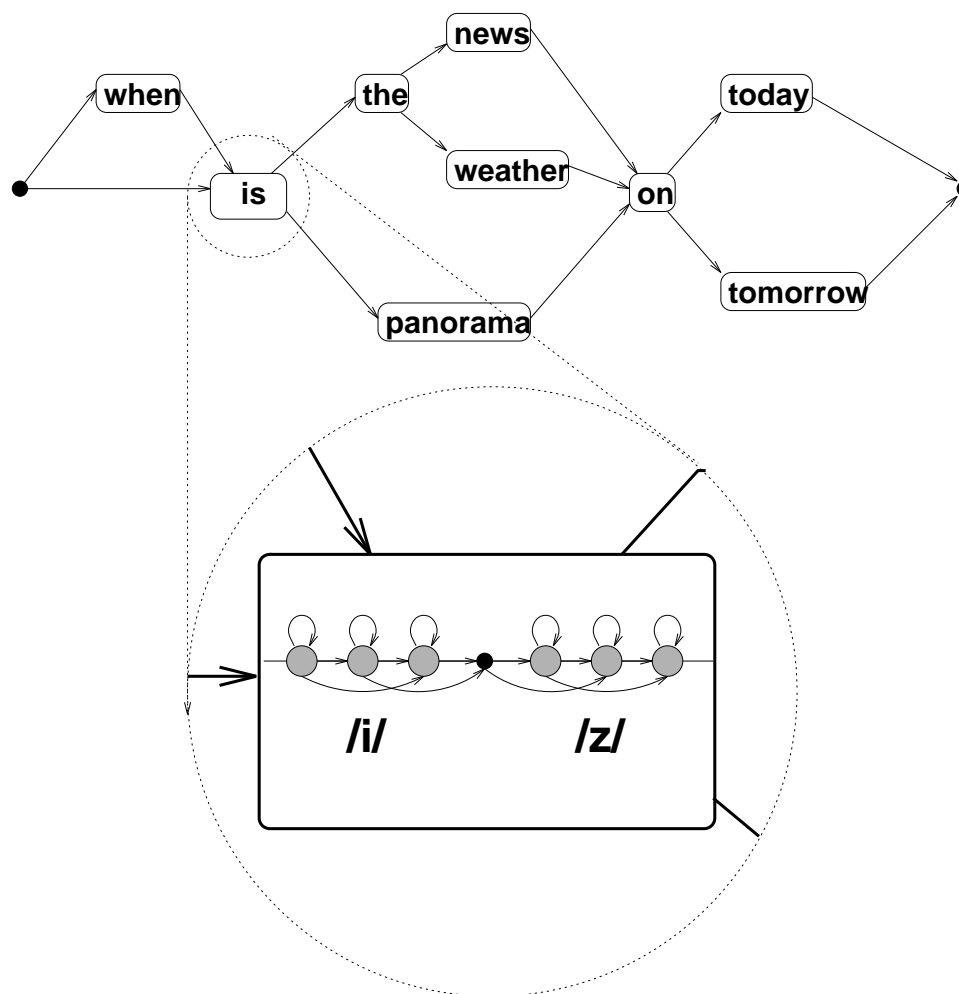 news
when
the
today
weather
is
on
tomorrow
panorama
/i/ /z/